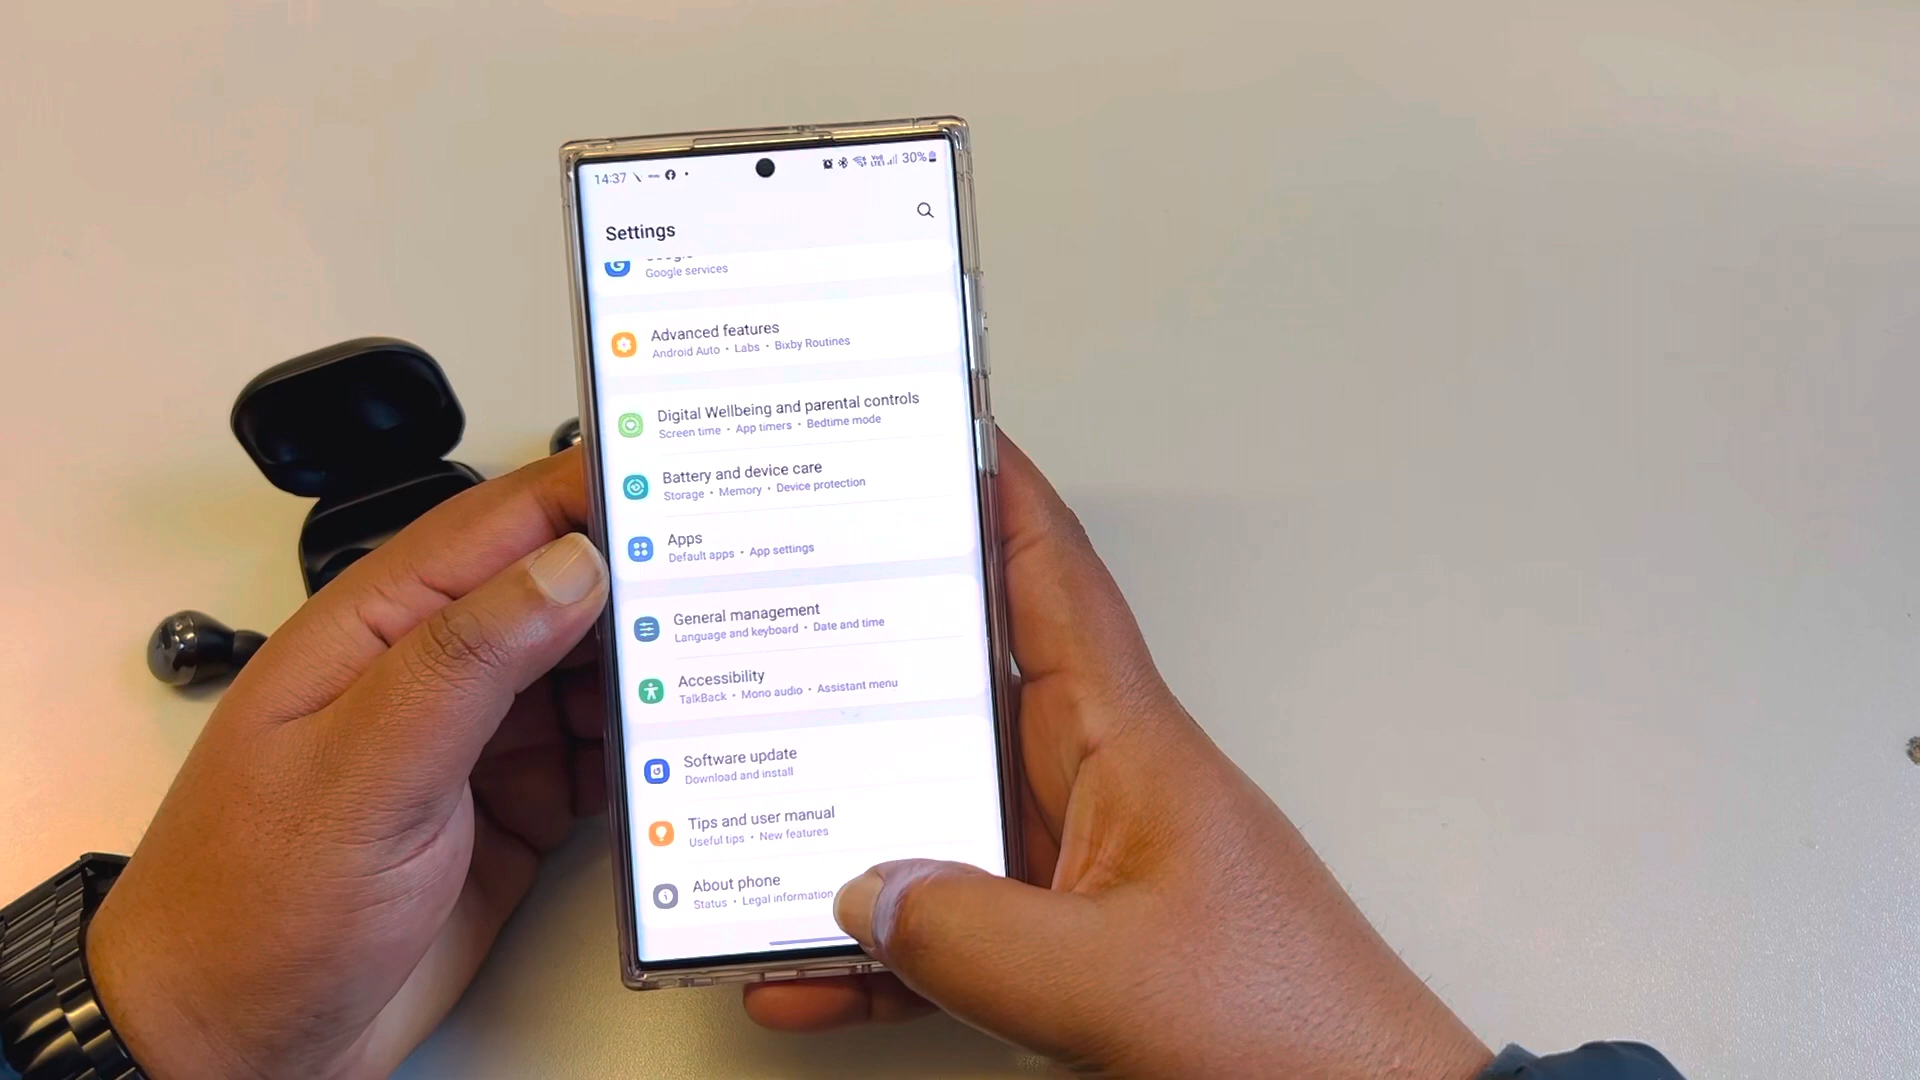 14:37 30%
Settings
Google services
Advanced features
Android Auto • Labs • Bixby Routines
Digital Wellbeing and parental controls
Screen time • App timers • Bedtime mode
Battery and device care
Storage • Memory • Device protection
Apps
Default apps • App settings
General management
Language and keyboard • Date and time
Accessibility
TalkBack • Mono audio • Assistant menu
Software update
Download and install
Tips and user manual
Useful tips • New features
About phone
Status • Legal information